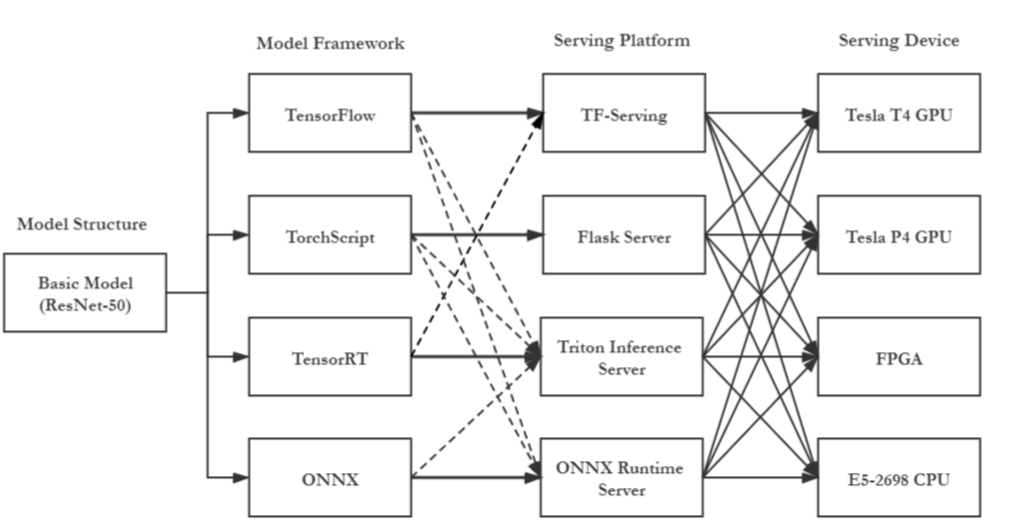 Model Framework
Serving Platform
Serving Device
TensorFlow
TF-Serving
Tesla T4 GPU
Model Structure
TorchScript
Flask Server
Tesla P4 GPU
Basic Model
(ResNet-50)
TensorRT
Triton Inference
Server
FPGA
ONNX
ONNX Runtime
Server
E5-2698 CPU